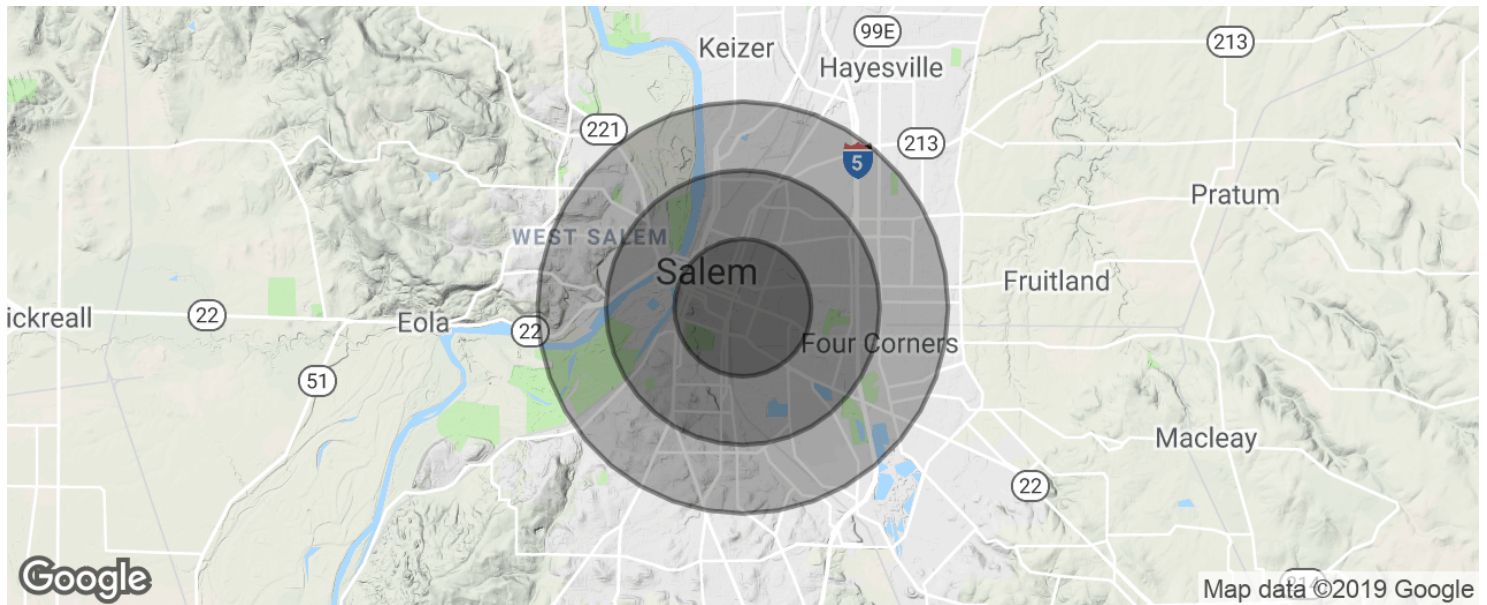 Keizer
99E
213
Hayesville
221
213
5
Pratum
WEST SALEM
Salem
Fruitland
ickreall
22
Eola
22
Four Corners
51
Macleay
22
Google
Map data ©2019 Google